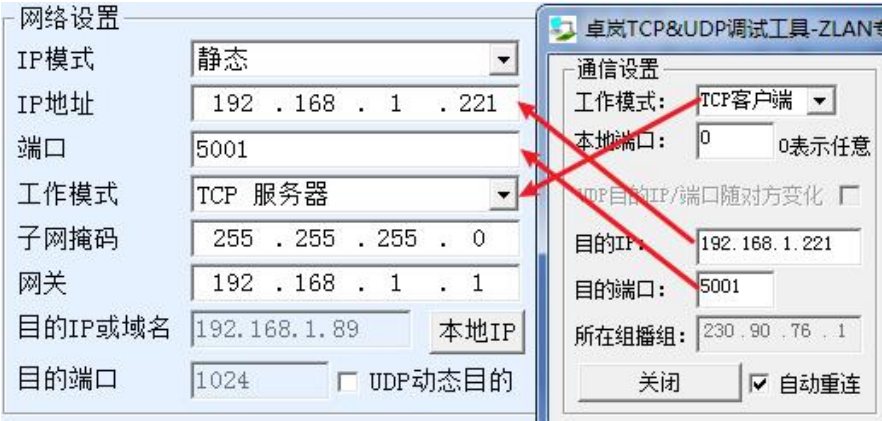 网络设置
IP模式 静态
IP地址 192 . 168 . 1 . 221
端口 5001
工作模式 TCP 服务器
子网掩码 255 . 255 . 255 . 0
网关 192 . 168 . 1 . 1
目的IP或域名 192.168.1.89 本地IP
目的端口 1024 UDP动态目的
卓岚TCP&UDP调试工具-ZLAN
通信设置
工作模式： TCP客户端
本地端口： 0 0表示任意
UDP目的IP/端口随对方变化
目的IP： 192.168.1.221
目的端口： 5001
所在组播组： 230 . 90 . 76 . 1
关闭 自动重连